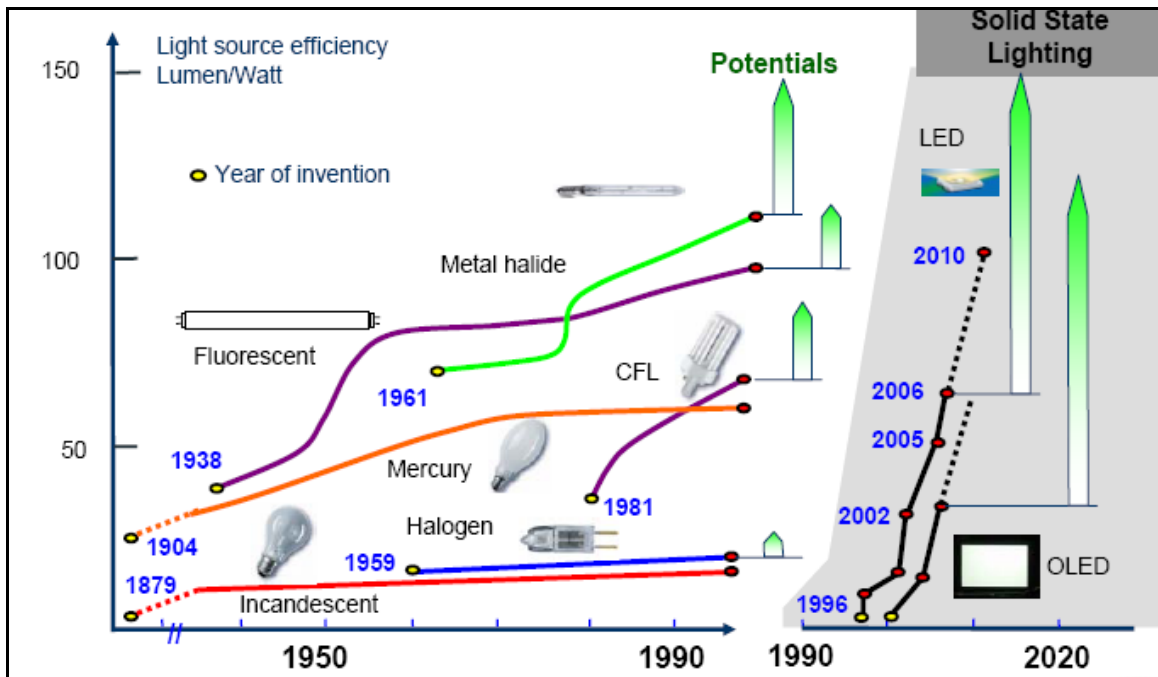 Solid State
Lighting
Light source efficiency
Lumen/Watt
150
Potentials
LED
Year of invention
Metal halide
2010
100
Fluorescent
CFL
1961
2006
2005
50
1938
Mercury
1981
2002
Halogen
1904
1959
OLED
1879
Incandescent
1996
1950
1990
1990
2020